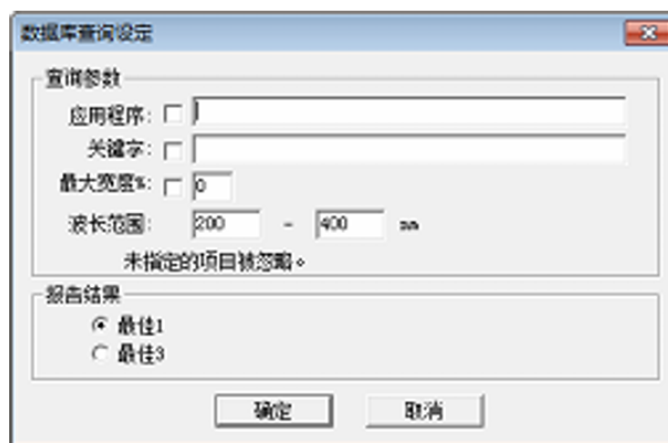 数据库查询设定
查询参数
应用程序:
关键字:
最大宽度%: 0
波长范围: 200 - 400 nm
未指定的项目被忽略。
报告结果
最佳1
最佳3
确定 取消